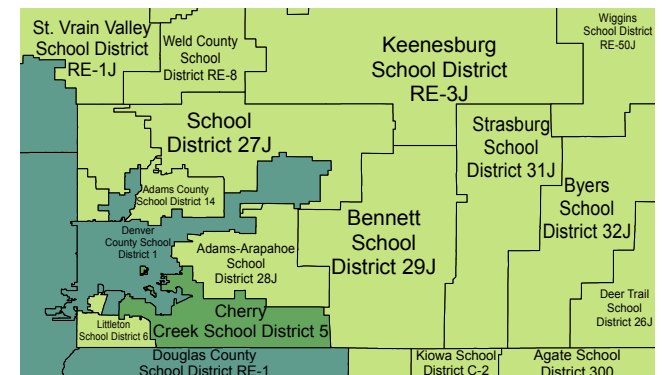 St. Vrain Valley
School District
RE-1J
Weld County
School
District RE-8
Keenesburg
School District
RE-3J
Wiggins
School District
RE-50J
School
District 27J
Strasburg
School
District 31J
Adams County
School District 14
Byers
School
District 32J
Denver
County School
District 1
Adams-Arapahoe
School
District 28J
Bennett
School
District 29J
Deer Trail
School
District 26J
Cherry
Creek School District 5
Littleton
School District 6
Douglas County
School District RE-1
Kiowa School
District C-2
Agate School
District 300